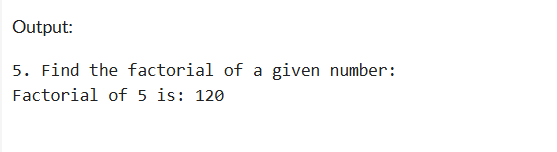 Output:
5. Find the factorial of a given number:
Factorial of 5 is: 120